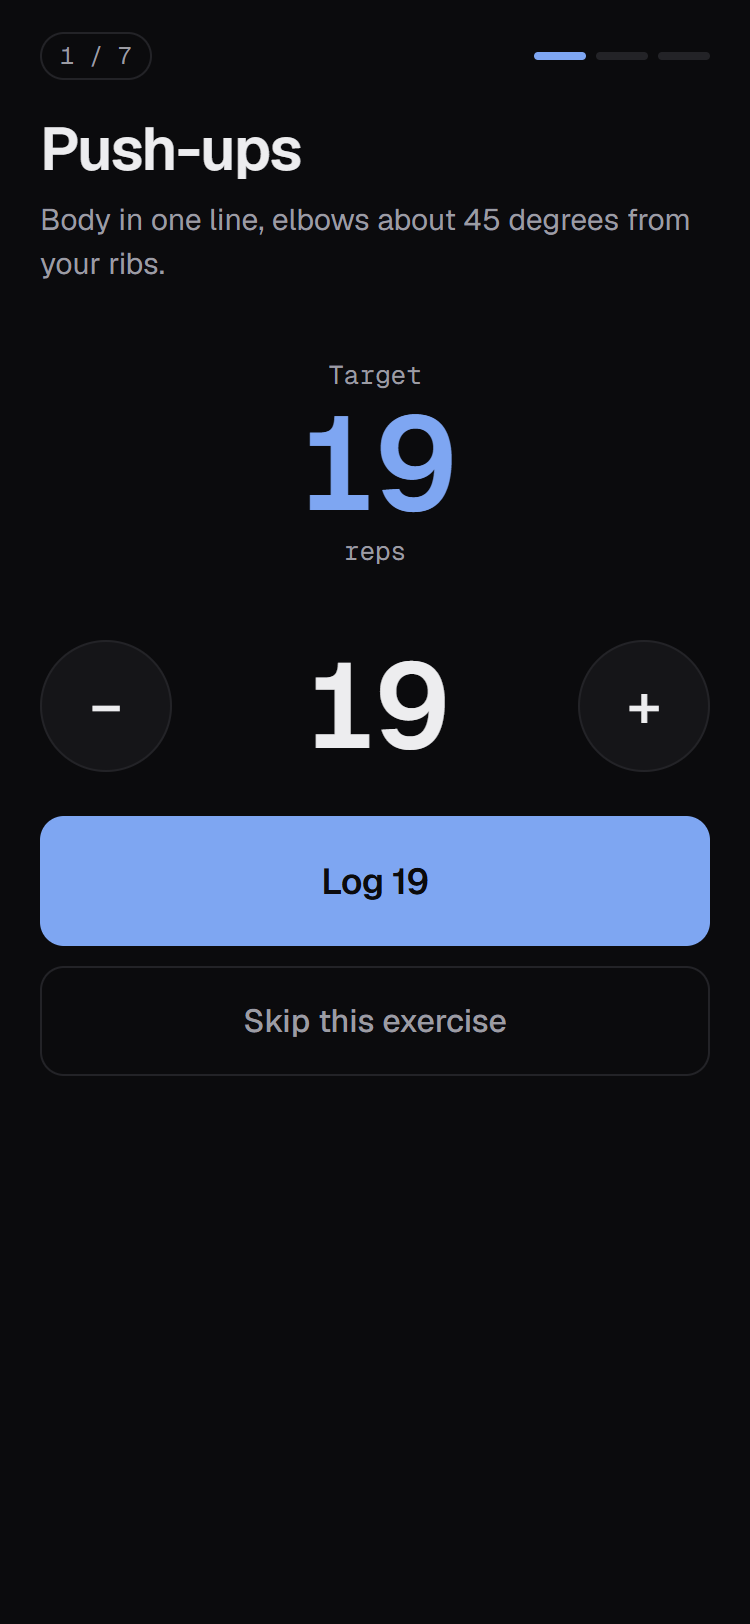 1 / 7
Push-ups
Body in one line, elbows about 45 degrees from
your ribs.
Target
19
reps
− 19 +
Log 19
Skip this exercise